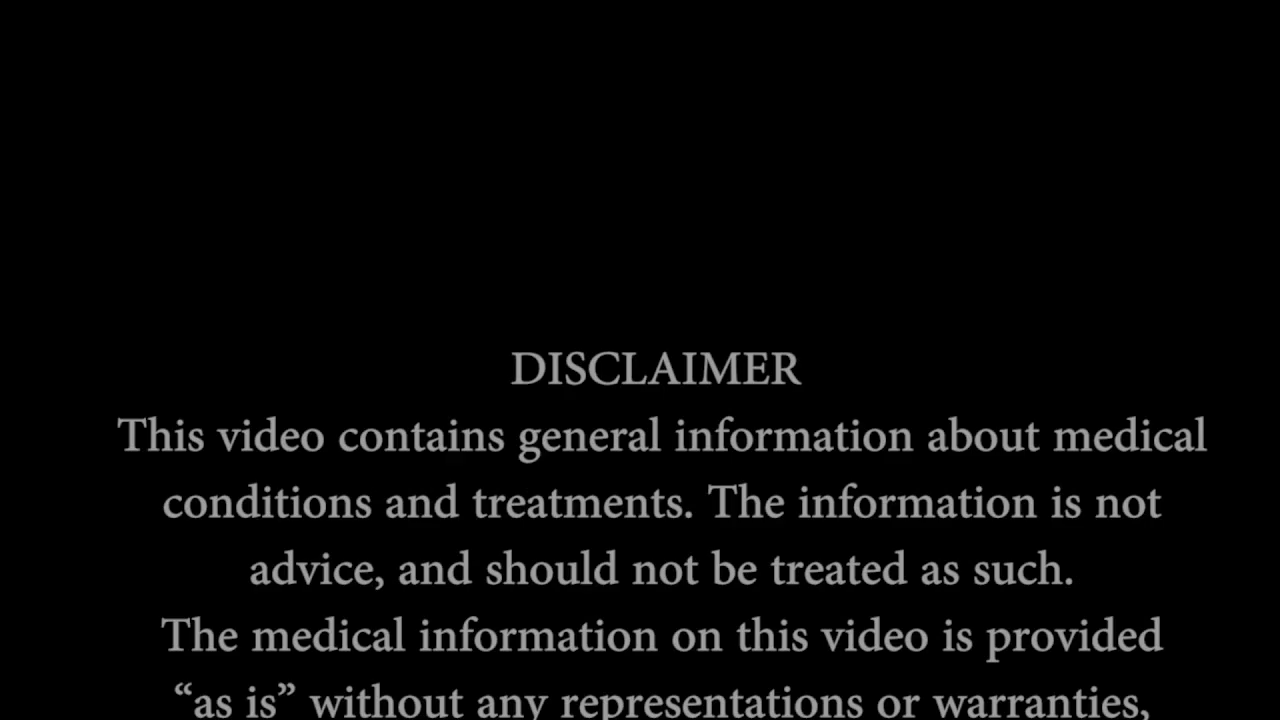 DISCLAIMER
This video contains general information about medical
conditions and treatments. The information is not
advice, and should not be treated as such.
The medical information on this video is provided
“as is” without any representations or warranties,